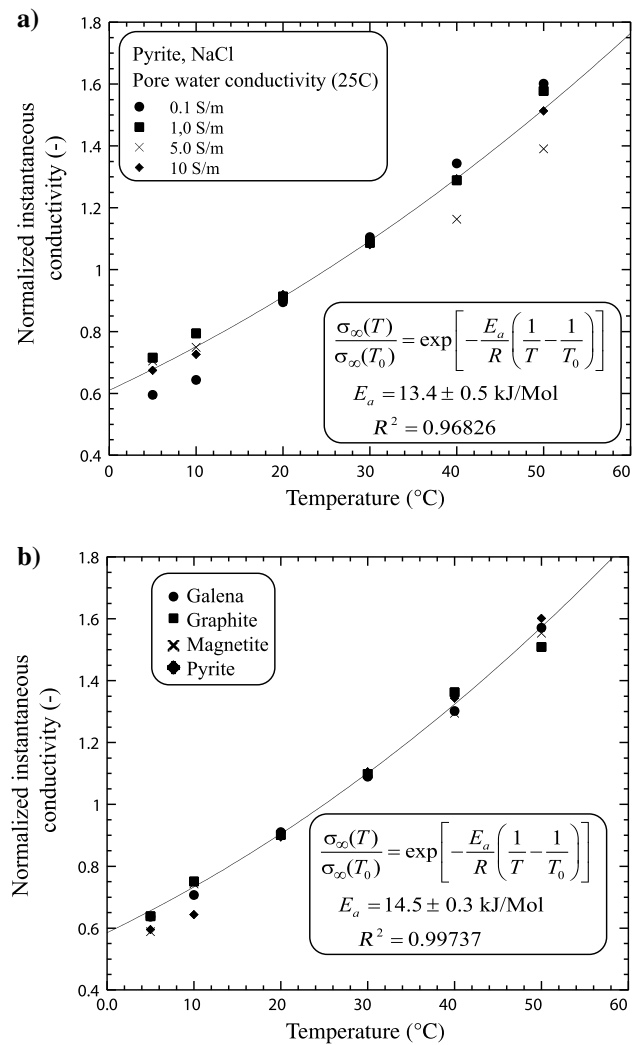 a)
1.8
1.6
1.4
1.2
1.0
0.8
0.6
0.4
Normalized instantaneous
conductivity (-)
Pyrite, NaCl
Pore water conductivity (25C)
0.1 S/m
1,0 S/m
5.0 S/m
10 S/m
σ∞(T)/σ∞(T₀) = exp[−Eₐ/R(1/T − 1/T₀)]
Eₐ = 13.4 ± 0.5 kJ/Mol
R² = 0.96826
0 10 20 30 40 50 60
Temperature (°C)
b)
1.8
1.6
1.4
1.2
1.0
0.8
0.6
0.4
Normalized instantaneous
conductivity (-)
Galena
Graphite
Magnetite
Pyrite
σ∞(T)/σ∞(T₀) = exp[−Eₐ/R(1/T − 1/T₀)]
Eₐ = 14.5 ± 0.3 kJ/Mol
R² = 0.99737
0.0 10 20 30 40 50 60
Temperature (°C)